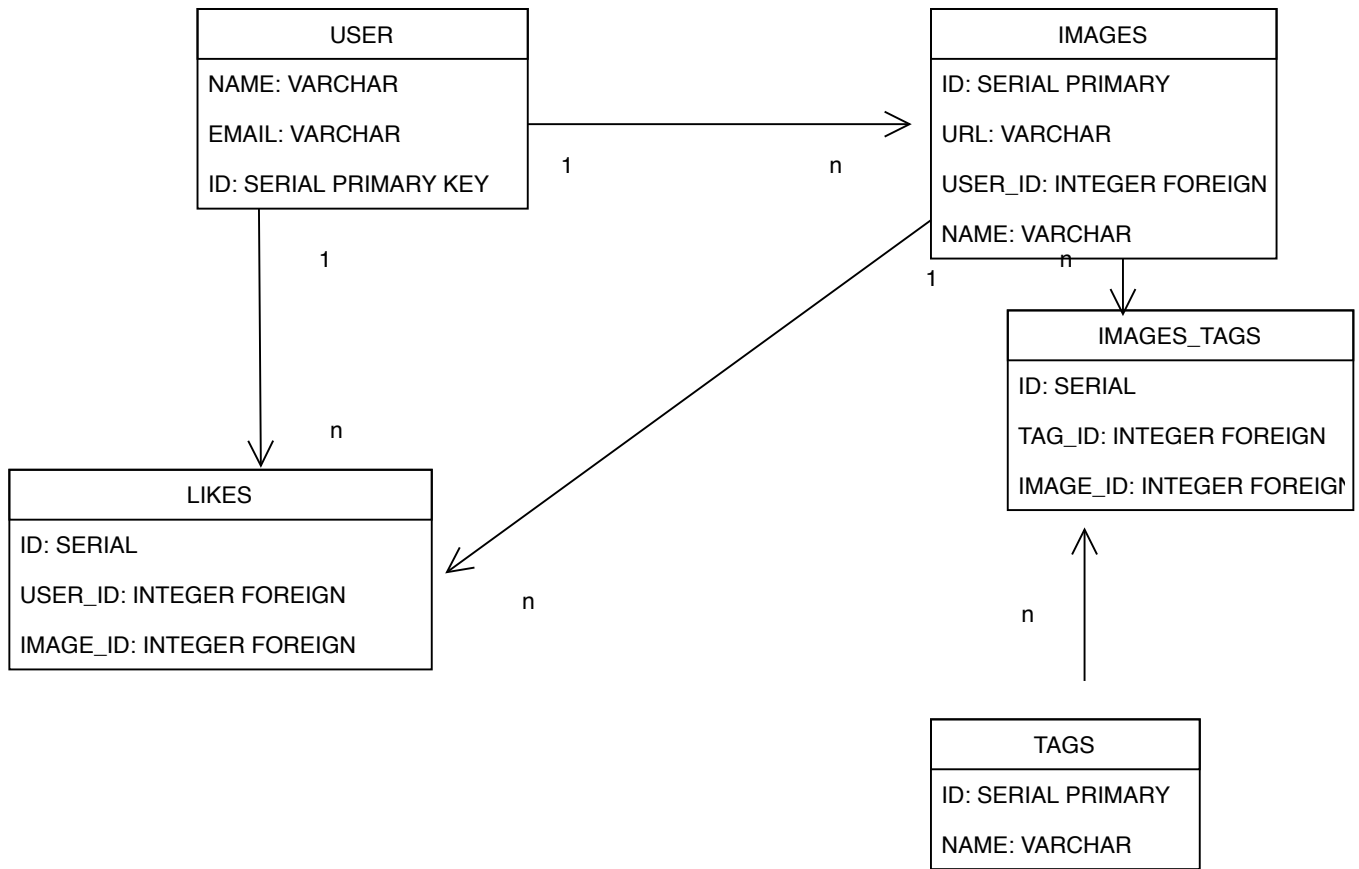 USER
NAME: VARCHAR
EMAIL: VARCHAR
ID: SERIAL PRIMARY KEY
IMAGES
ID: SERIAL PRIMARY
URL: VARCHAR
USER_ID: INTEGER FOREIGN
NAME: VARCHAR
1
n
1
n
1
n
n
IMAGES_TAGS
ID: SERIAL
TAG_ID: INTEGER FOREIGN
IMAGE_ID: INTEGER FOREIGN
LIKES
ID: SERIAL
USER_ID: INTEGER FOREIGN
IMAGE_ID: INTEGER FOREIGN
n
TAGS
ID: SERIAL PRIMARY
NAME: VARCHAR